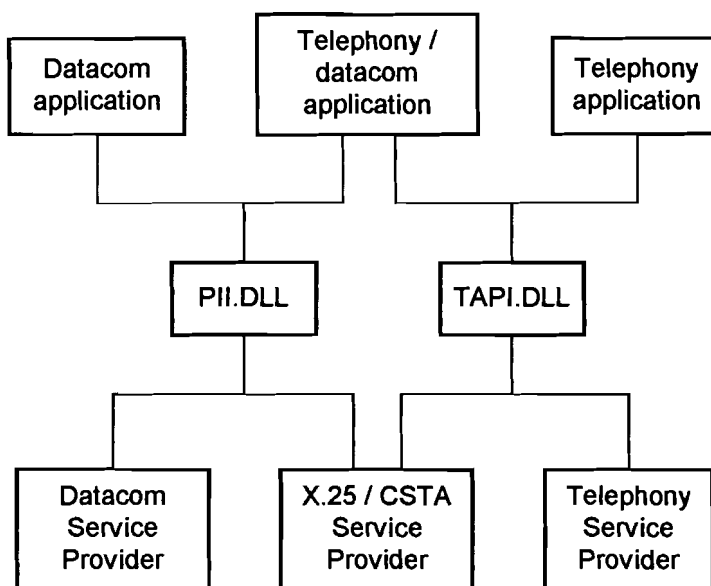 Datacom
application
Telephony /
datacom
application
Telephony
application
PII.DLL
TAPI.DLL
Datacom
Service
Provider
X.25 / CSTA
Service
Provider
Telephony
Service
Provider